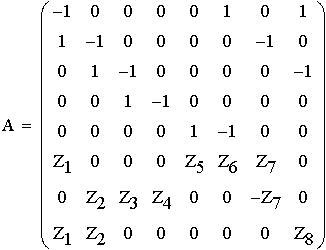 −1 0 0 0 0 1 0 1
1 −1 0 0 0 0 −1 0
0 1 −1 0 0 0 0 −1
0 0 1 −1 0 0 0 0
A = 0 0 0 0 1 −1 0 0
Z1 0 0 0 Z5 Z6 Z7 0
0 Z2 Z3 Z4 0 0 −Z7 0
Z1 Z2 0 0 0 0 0 Z8